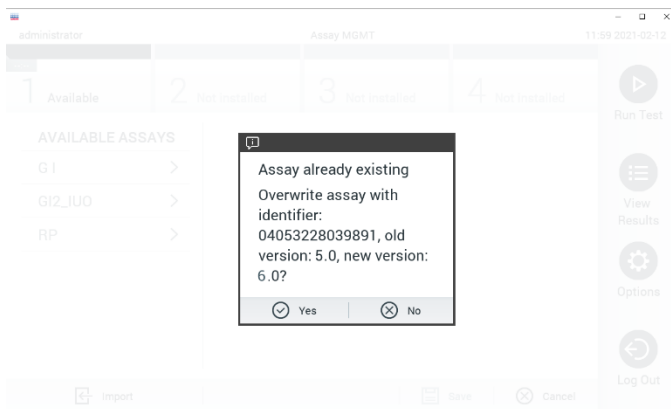 administrator
Assay MGMT
11:59 2021-02-12
1 Available
2 Not Installed
3 Not Installed
4 Not Installed
Run Test
AVAILABLE ASSAYS
G I
GI2_IUO
RP
Assay already existing
Overwrite assay with
identifier:
04053228039891, old
version: 5.0, new version:
6.0?
Yes
No
View
Results
Options
Log Out
Import
Save
Cancel